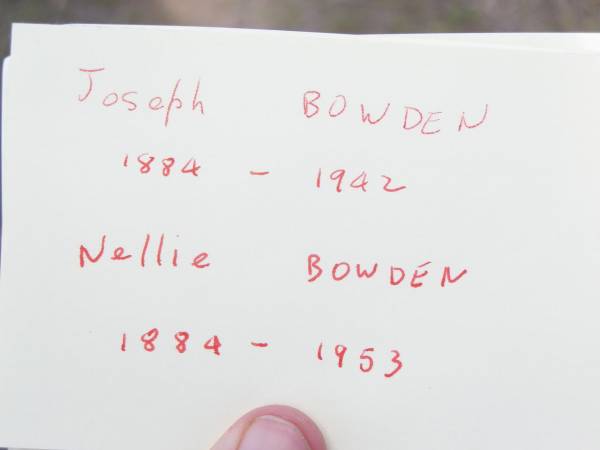 Joseph BOWDEN
1884 - 1942
Nellie BOWDEN
1884 - 1953